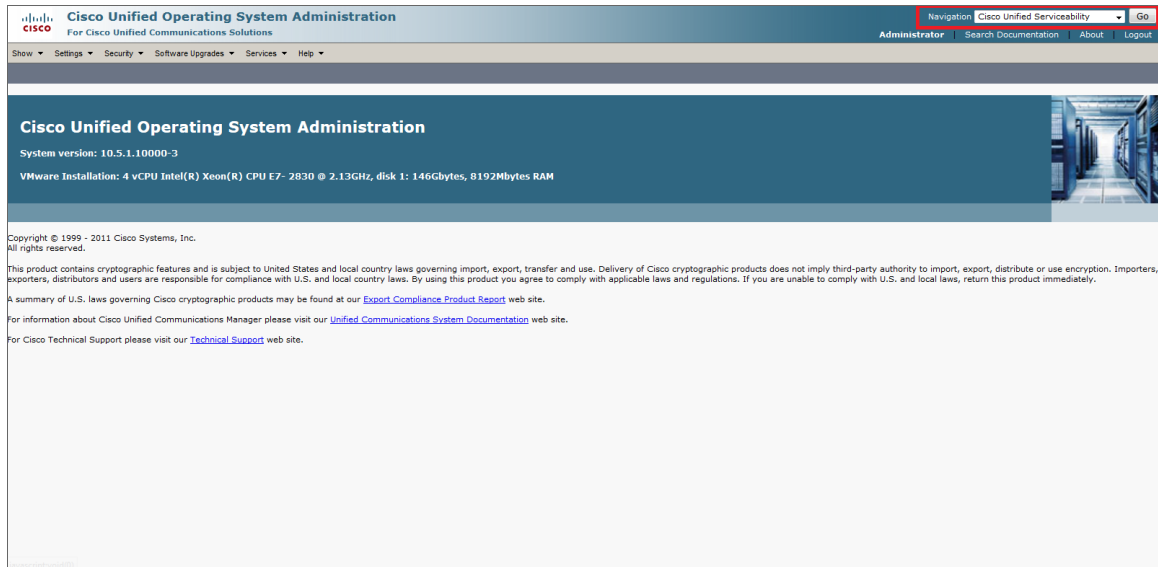 Cisco Unified Operating System Administration
For Cisco Unified Communications Solutions
CISCO
Navigation Cisco Unified Serviceability Go
Administrator | Search Documentation | About | Logout
Show Settings Security Software Upgrades Services Help
Cisco Unified Operating System Administration
System version: 10.5.1.10000-3
VMware Installation: 4 vCPU Intel(R) Xeon(R) CPU E7- 2830 @ 2.13GHz, disk 1: 146Gbytes, 8192Mbytes RAM
Copyright © 1999 - 2011 Cisco Systems, Inc.
All rights reserved.
This product contains cryptographic features and is subject to United States and local country laws governing import, export, transfer and use. Delivery of Cisco cryptographic products does not imply third-party authority to import, export, distribute or use encryption. Importers,
exporters, distributors and users are responsible for compliance with U.S. and local country laws. By using this product you agree to comply with applicable laws and regulations. If you are unable to comply with U.S. and local laws, return this product immediately.
A summary of U.S. laws governing Cisco cryptographic products may be found at our Export Compliance Product Report web site.
For information about Cisco Unified Communications Manager please visit our Unified Communications System Documentation web site.
For Cisco Technical Support please visit our Technical Support web site.